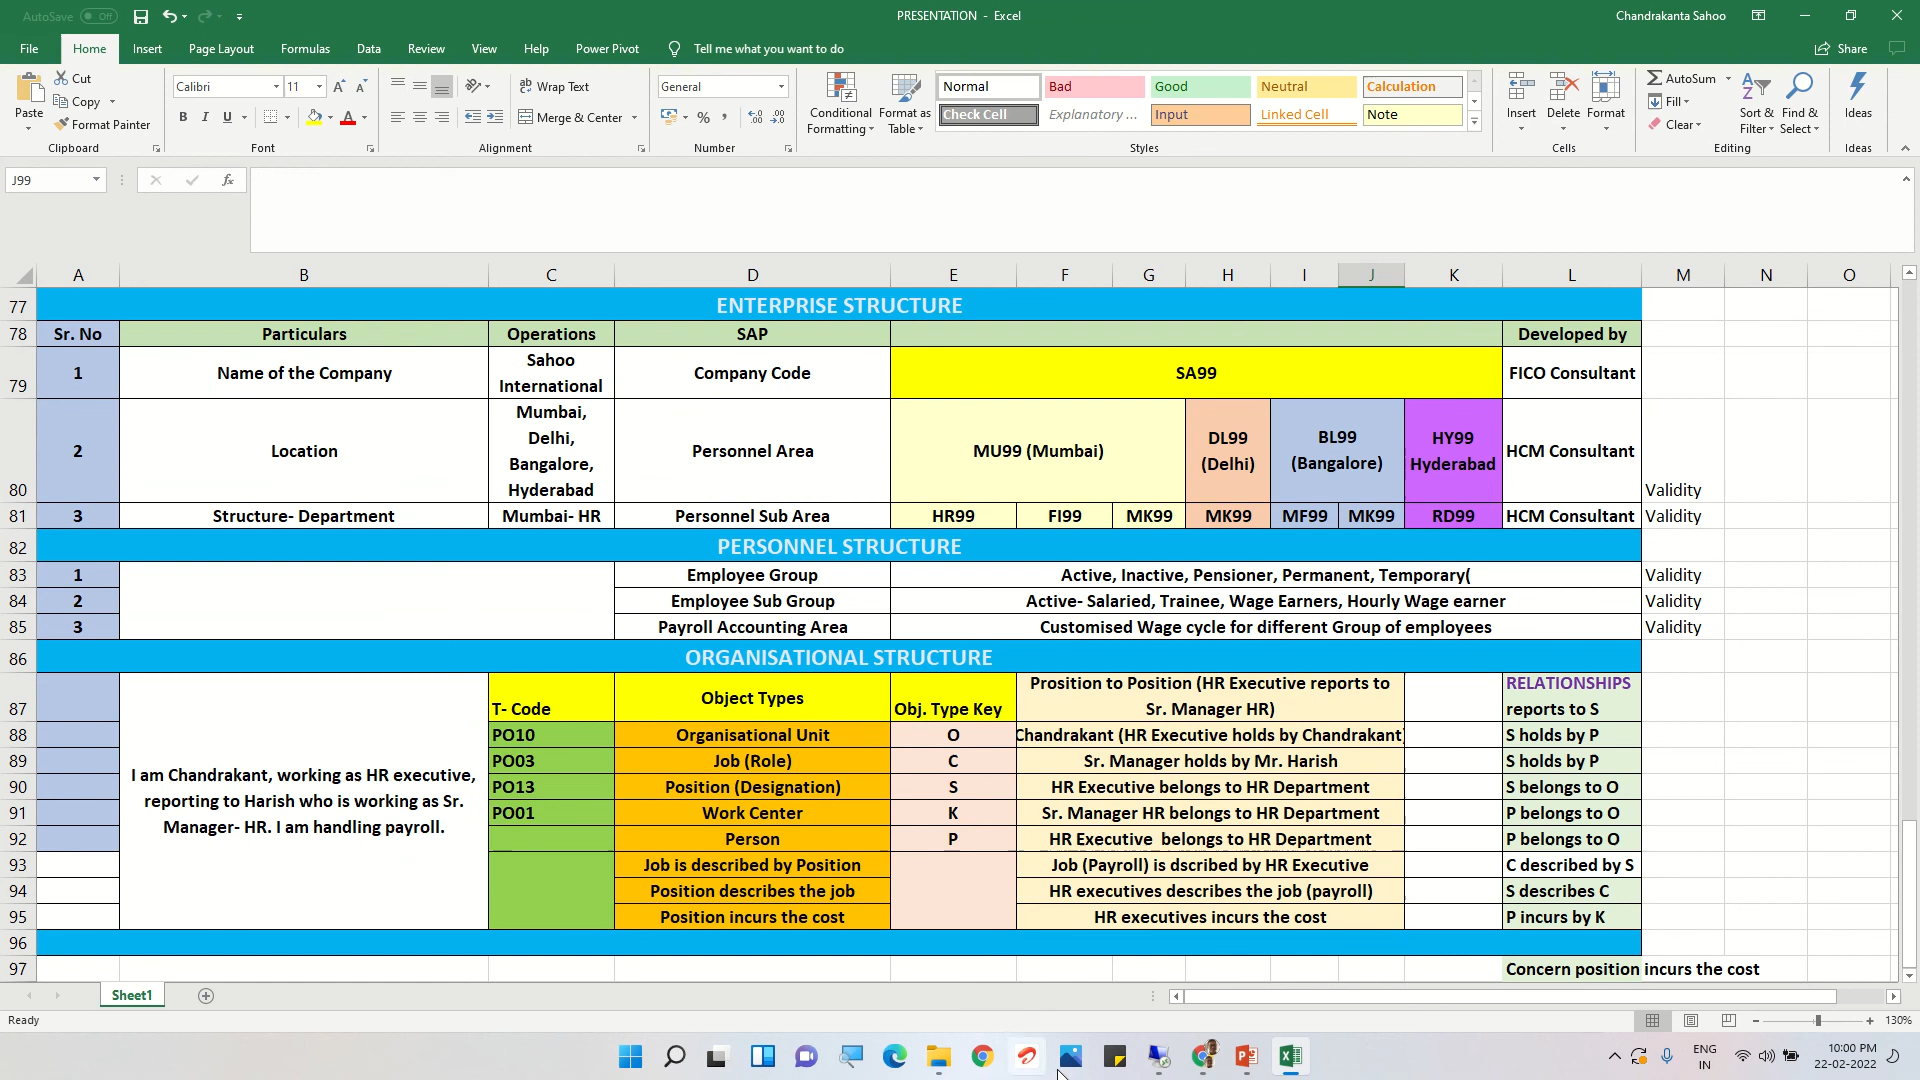 AutoSave Off
PRESENTATION - Excel
Chandrakanta Sahoo
File Home Insert Page Layout Formulas Data Review View Help Power Pivot Tell me what you want to do Share
Paste Cut
Copy
Format Painter
Clipboard
Calibri 11
B I U
Font
Wrap Text
Merge & Center
Alignment
General
Number
Conditional Formatting
Format as Table
Normal Bad Good Neutral Calculation
Check Cell Explanatory ... Input Linked Cell Note
Styles
Insert Delete Format
Cells
AutoSum
Fill
Clear
Sort & Filter
Find & Select
Editing
Ideas
Ideas
J99 fx
A B C D E F G H I J K L M N O
77 ENTERPRISE STRUCTURE
78 Sr. No Particulars Operations SAP Developed by
79 1 Name of the Company Sahoo International Company Code SA99 FICO Consultant
80 2 Location Mumbai, Delhi, Bangalore, Hyderabad Personnel Area MU99 (Mumbai) DL99 (Delhi) BL99 (Bangalore) HY99 Hyderabad HCM Consultant Validity
81 3 Structure- Department Mumbai- HR Personnel Sub Area HR99 FI99 MK99 MK99 MF99 MK99 RD99 HCM Consultant Validity
82 PERSONNEL STRUCTURE
83 1 Employee Group Active, Inactive, Pensioner, Permanent, Temporary( Validity
84 2 Employee Sub Group Active- Salaried, Trainee, Wage Earners, Hourly Wage earner Validity
85 3 Payroll Accounting Area Customised Wage cycle for different Group of employees Validity
86 ORGANISATIONAL STRUCTURE
87 T- Code Object Types Obj. Type Key Prosition to Position (HR Executive reports to Sr. Manager HR) RELATIONSHIPS reports to S
88 PO10 Organisational Unit O Chandrakant (HR Executive holds by Chandrakant) S holds by P
89 PO03 Job (Role) C Sr. Manager holds by Mr. Harish S holds by P
I am Chandrakant, working as HR executive, reporting to Harish who is working as Sr. Manager- HR. I am handling payroll.
90 PO13 Position (Designation) S HR Executive belongs to HR Department S belongs to O
91 PO01 Work Center K Sr. Manager HR belongs to HR Department P belongs to O
92 Person P HR Executive belongs to HR Department P belongs to O
93 Job is described by Position Job (Payroll) is dscribed by HR Executive C described by S
94 Position describes the job HR executives describes the job (payroll) S describes C
95 Position incurs the cost HR executives incurs the cost P incurs by K
96
97 Concern position incurs the cost
Sheet1
Ready
130%
ENG
IN
10:00 PM
22-02-2022